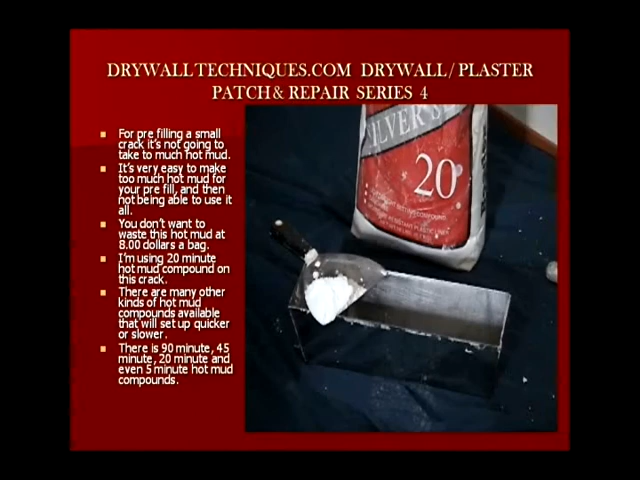 DRYWALLTECHNIQUES.COM DRYWALL / PLASTER
PATCH & REPAIR SERIES 4
For pre filling a small
crack it's not going to
take to much hot mud.
It's very easy to make
too much hot mud for
your pre fill, and then
not being able to use it
all.
You don't want to
waste this hot mud at
8.00 dollars a bag.
I'm using 20 minute
hot mud compound on
this crack.
There are many other
kinds of hot mud
compounds available
that will set up quicker
or slower.
There is 90 minute, 45
minute, 20 minute and
even 5 minute hot mud
compounds.
20